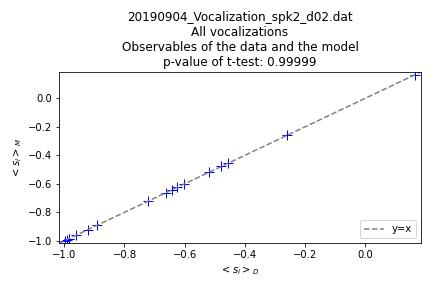 20190904_Vocalization_spk2_d02.dat
All vocalizations
Observables of the data and the model
p-value of t-test: 0.99999
0.0
−0.2
−0.4
−0.6
−0.8
−1.0
< s_i >_M
y=x
−1.0 −0.8 −0.6 −0.4 −0.2 0.0
< s_i >_D